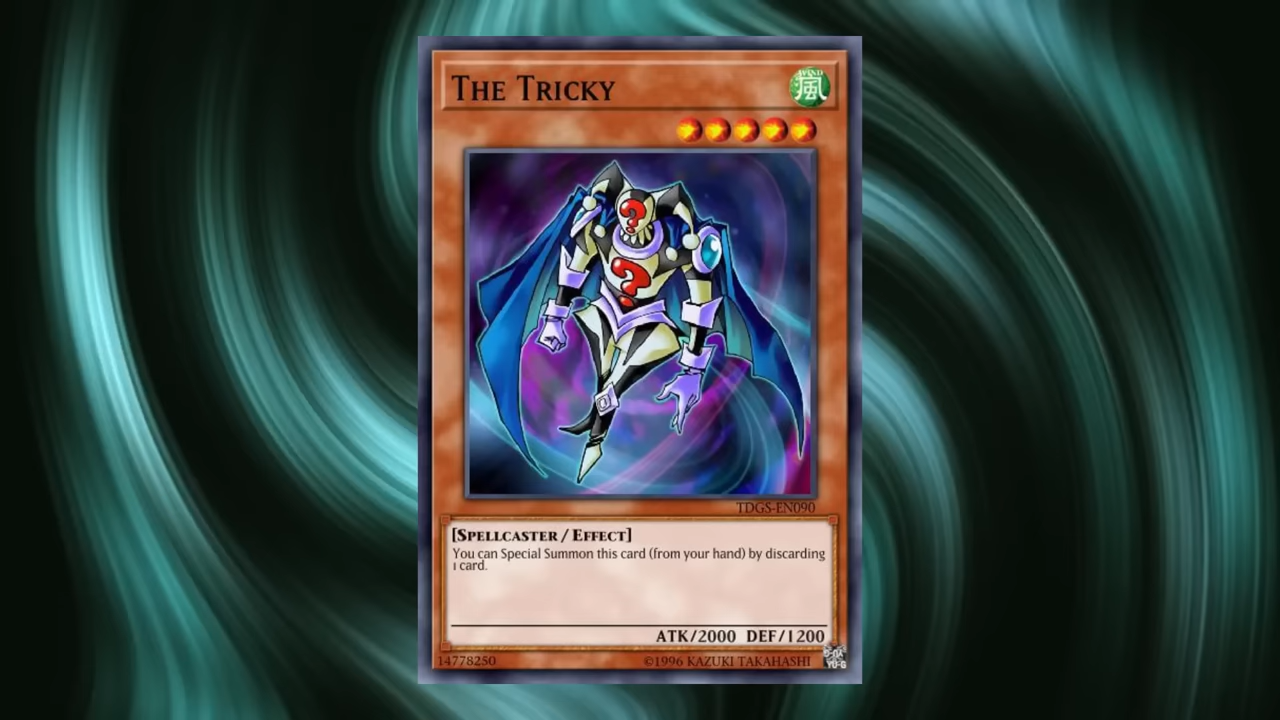 The Tricky
WIND
風
TDGS-EN090
[Spellcaster / Effect]
You can Special Summon this card (from your hand) by discarding
1 card.
ATK/2000 DEF/1200
14778250
©1996 KAZUKI TAKAHASHI